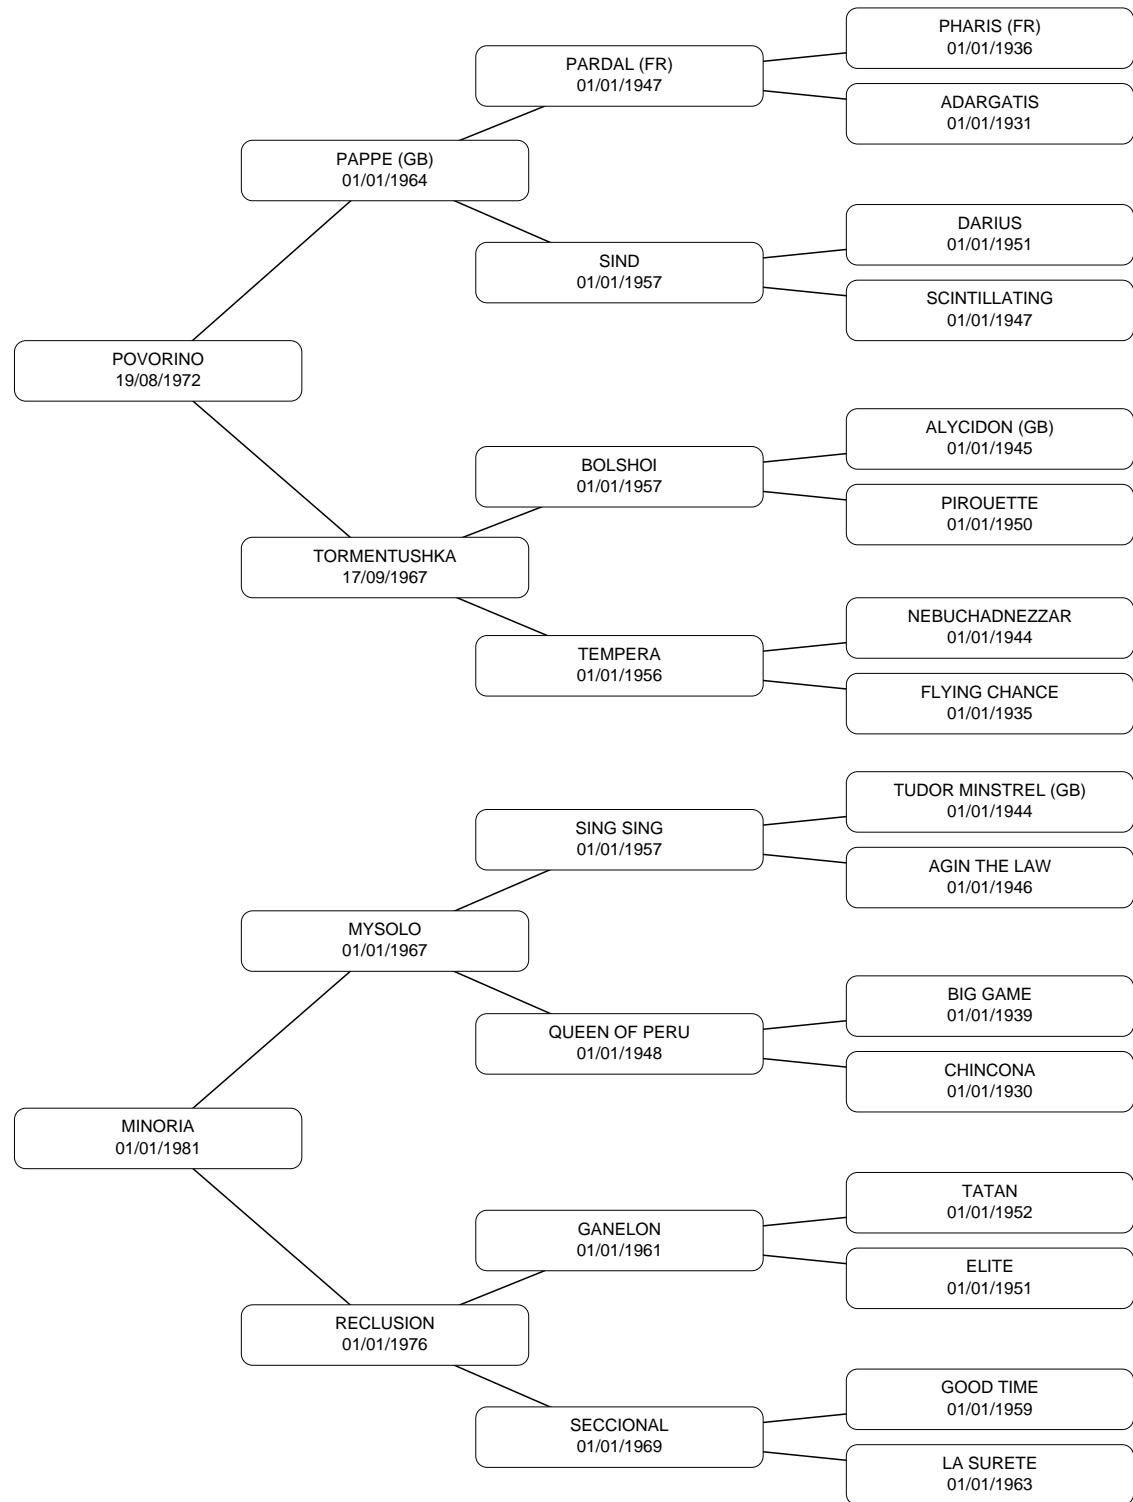 PHARIS (FR)
01/01/1936
PARDAL (FR)
01/01/1947
ADARGATIS
01/01/1931
PAPPE (GB)
01/01/1964
DARIUS
01/01/1951
SIND
01/01/1957
SCINTILLATING
01/01/1947
POVORINO
19/08/1972
ALYCIDON (GB)
01/01/1945
BOLSHOI
01/01/1957
PIROUETTE
01/01/1950
TORMENTUSHKA
17/09/1967
NEBUCHADNEZZAR
01/01/1944
TEMPERA
01/01/1956
FLYING CHANCE
01/01/1935
TUDOR MINSTREL (GB)
01/01/1944
SING SING
01/01/1957
AGIN THE LAW
01/01/1946
MYSOLO
01/01/1967
BIG GAME
01/01/1939
QUEEN OF PERU
01/01/1948
CHINCONA
01/01/1930
MINORIA
01/01/1981
TATAN
01/01/1952
GANELON
01/01/1961
ELITE
01/01/1951
RECLUSION
01/01/1976
GOOD TIME
01/01/1959
SECCIONAL
01/01/1969
LA SURETE
01/01/1963